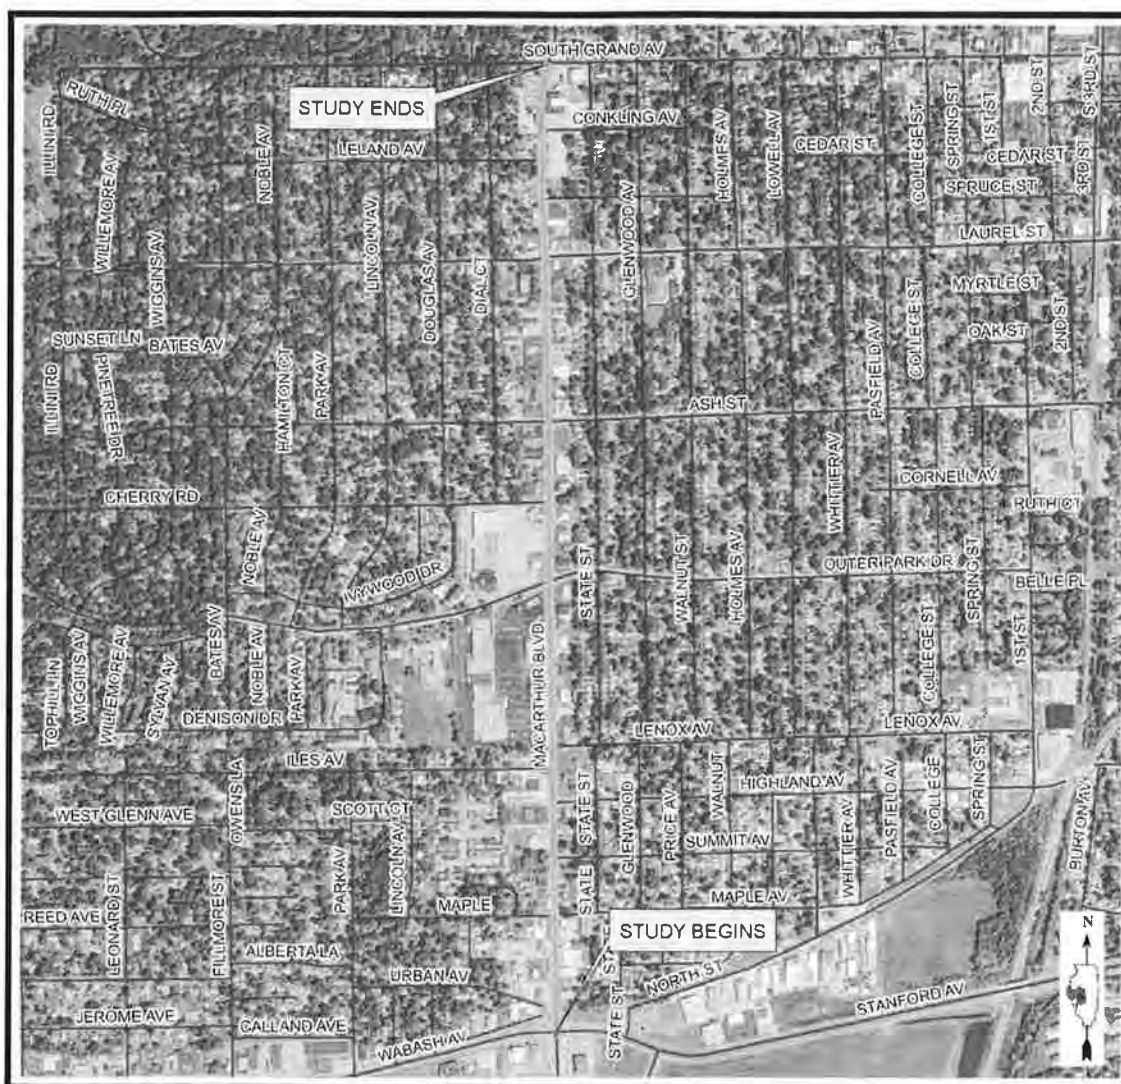 SOUTH GRAND AV
RUTH PL
STUDY ENDS
ILLINI RD
NOBLE AV
CONKLING AV
LELAND AV
HOLMES AV
LOWELL AV
CEDAR ST
COLLEGE ST
SPRING ST
1ST ST
2ND ST
3RD ST
CEDAR ST
SPRUCE ST
3RD ST
WILLEMORE AV
WIGGINS AV
LINCOLN AV
DOUGLAS AV
DIAL CT
GLENWOOD AV
LAUREL ST
MYRTLE ST
OAK ST
2ND ST
SUNSET LN
BATES AV
ILLINI RD
PINETREE DR
HAMILTON CT
PARK AV
PASFIELD AV
COLLEGE ST
ASH ST
WHITTIER AV
CORNELL AV
CHERRY RD
RUTH CT
NOBLE AV
IVYWOOD DR
STATE ST
WALNUT ST
HOLMES AV
OUTER PARK DR
SPRING ST
BELLE PL
TOPHILL LN
WIGGINS AV
WILLEMORE AV
SYLVAN AV
BATES AV
NOBLE AV
PARK AV
DENISON DR
MACARTHUR BLVD
COLLEGE ST
1ST ST
LENOX AV
LENOX AV
ILES AV
WEST GLENN AVE
OWENS LA
SCOTT CT
STATE ST
GLENWOOD
PRICE AV
WALNUT
HIGHLAND AV
PASFIELD AV
COLLEGE
SPRING ST
SUMMIT AV
WHITTIER AV
BURTON AV
PARK AV
LINCOLN AV
MAPLE
STATE ST
MAPLE AV
REED AVE
LEONARD ST
FILLMORE ST
STUDY BEGINS
ALBERTA LA
URBAN AV
NORTH ST
STANFORD AV
N
JEROME AVE
CALLAND AVE
WABASH AV
STATE ST